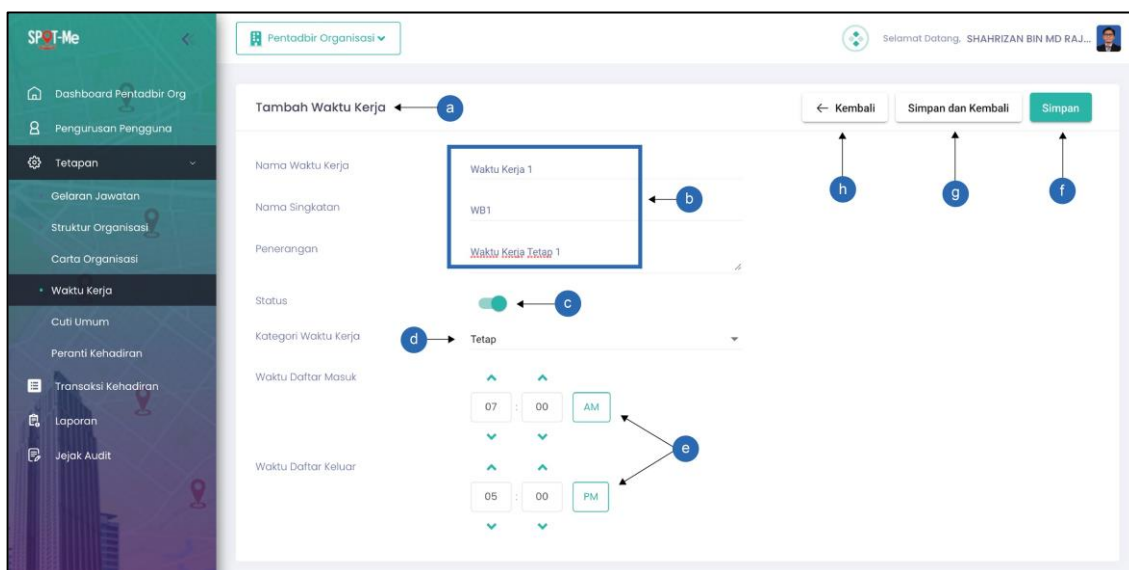 SPOT-Me
Pentadbir Organisasi
Selamat Datang, SHAHRIZAN BIN MD RAJ...
Dashboard Pentadbir Org
Pengurusan Pengguna
Tetapan
Gelaran Jawatan
Struktur Organisasi
Carta Organisasi
Waktu Kerja
Cuti Umum
Peranti Kehadiran
Transaksi Kehadiran
Laporan
Jejak Audit
Tambah Waktu Kerja
a
← Kembali
Simpan dan Kembali
Simpan
h
g
f
Nama Waktu Kerja
Waktu Kerja 1
Nama Singkatan
WB1
b
Penerangan
Waktu Kerja Tetap 1
Status
c
Kategori Waktu Kerja
d
Tetap
Waktu Daftar Masuk
07 : 00 AM
e
Waktu Daftar Keluar
05 : 00 PM